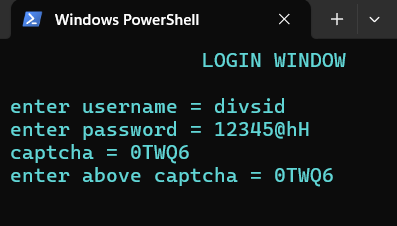 Windows PowerShell
LOGIN WINDOW
enter username = divsid
enter password = 12345@hH
captcha = 0TWQ6
enter above captcha = 0TWQ6